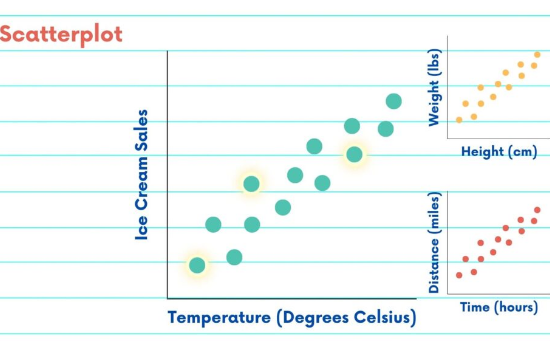 Scatterplot
Ice Cream Sales
Temperature (Degrees Celsius)
Weight (lbs)
Height (cm)
Distance (miles)
Time (hours)